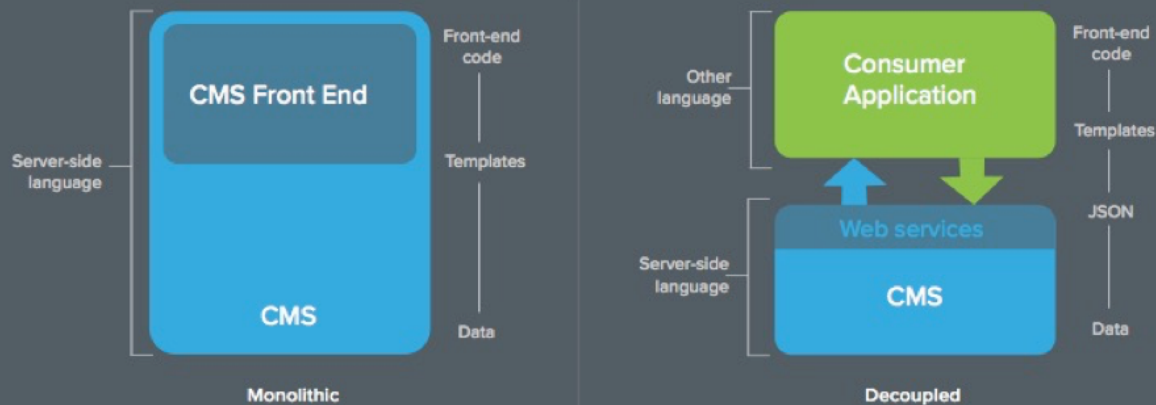 Front-end
code
CMS Front End
Server-side
language
Templates
CMS
Data
Monolithic
Front-end
code
Other
language
Consumer
Application
Templates
JSON
Web services
Server-side
language
CMS
Data
Decoupled